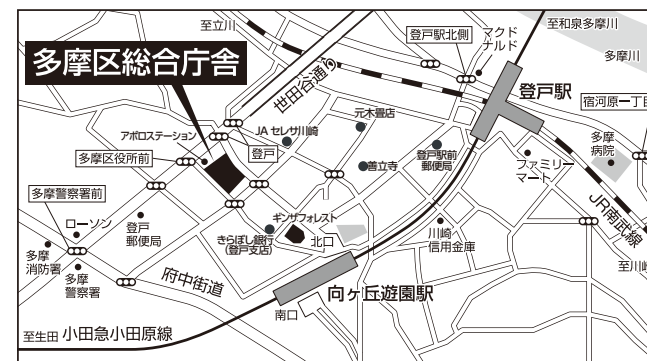 至立川
登戸駅北側
マクド
ナルド
至和泉多摩川
多摩川
多摩区総合庁舎
世田谷通り
登戸駅
宿河原一丁目
アポロステーション
JAセレサ川崎
元木畳店
登戸
多摩区役所前
善立寺
登戸駅前
郵便局
ファミリー
マート
多摩
病院
多摩警察署前
ローソン
登戸
郵便局
ギンザフォレスト
きらぼし銀行
(登戸支店)
北口
川崎
信用金庫
JR南武線
至川崎
多摩
消防署
多摩
警察署
府中街道
向ヶ丘遊園駅
南口
至生田
小田急小田原線